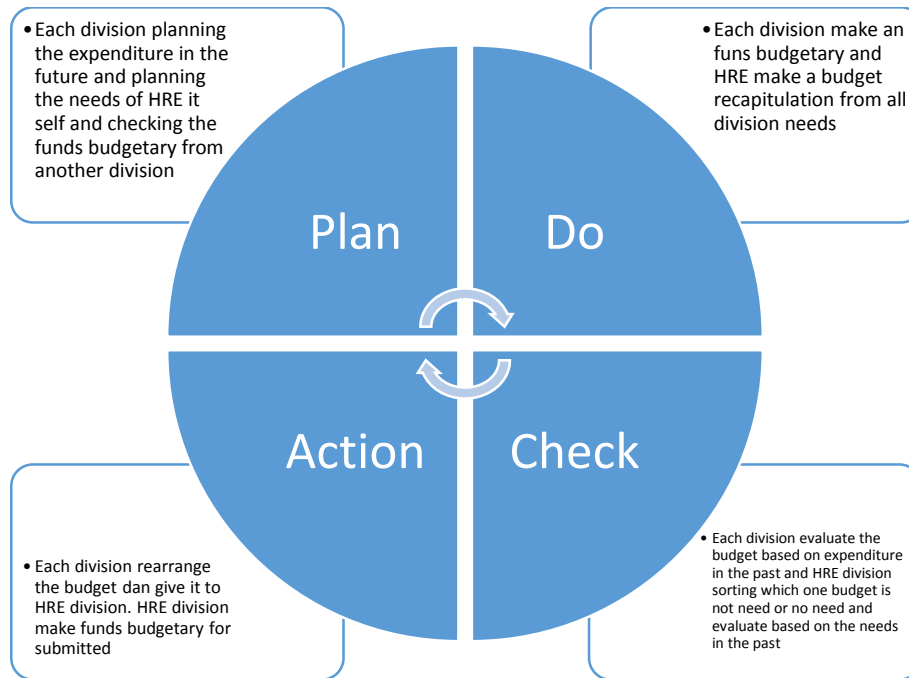 • Each division planning
the expenditure in the
future and planning
the needs of HRE it
self and checking the
funds budgetary from
another division
• Each division make an
funs budgetary and
HRE make a budget
recapitulation from all
division needs
Plan
Do
Action
Check
• Each division rearrange
the budget dan give it to
HRE division. HRE division
make funds budgetary for
submitted
• Each division evaluate the
budget based on expenditure
in the past and HRE division
sorting which one budget is
not need or no need and
evaluate based on the needs
in the past